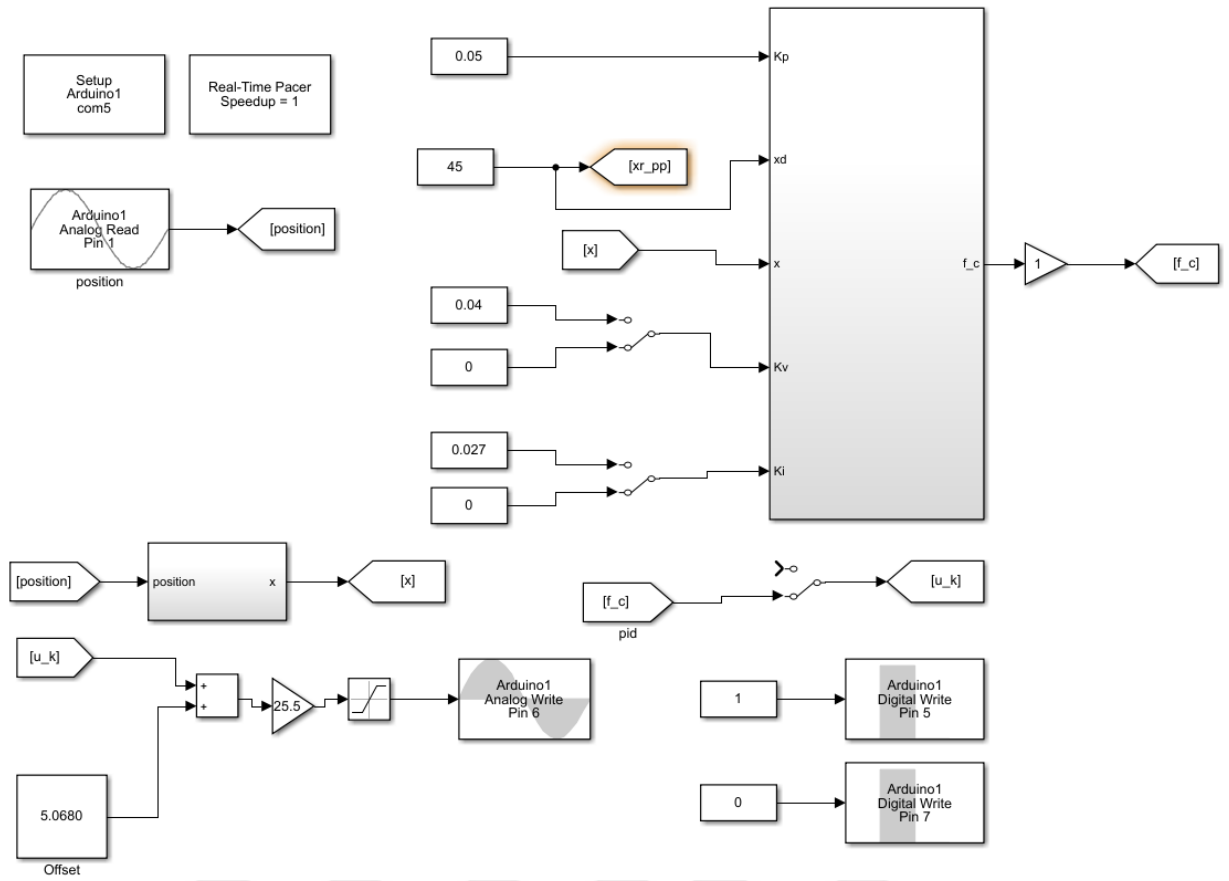 Setup
Arduino1
com5
Real-Time Pacer
Speedup = 1
Arduino1
Analog Read
Pin 1
position
[position]
0.05
45
[xr_pp]
[x]
0.04
0
0.027
0
Kp
xd
x
Kv
Ki
f_c
1
[f_c]
[position]
position
x
[x]
[f_c]
pid
[u_k]
[u_k]
+
+
25.5
Arduino1
Analog Write
Pin 6
5.0680
Offset
1
Arduino1
Digital Write
Pin 5
0
Arduino1
Digital Write
Pin 7